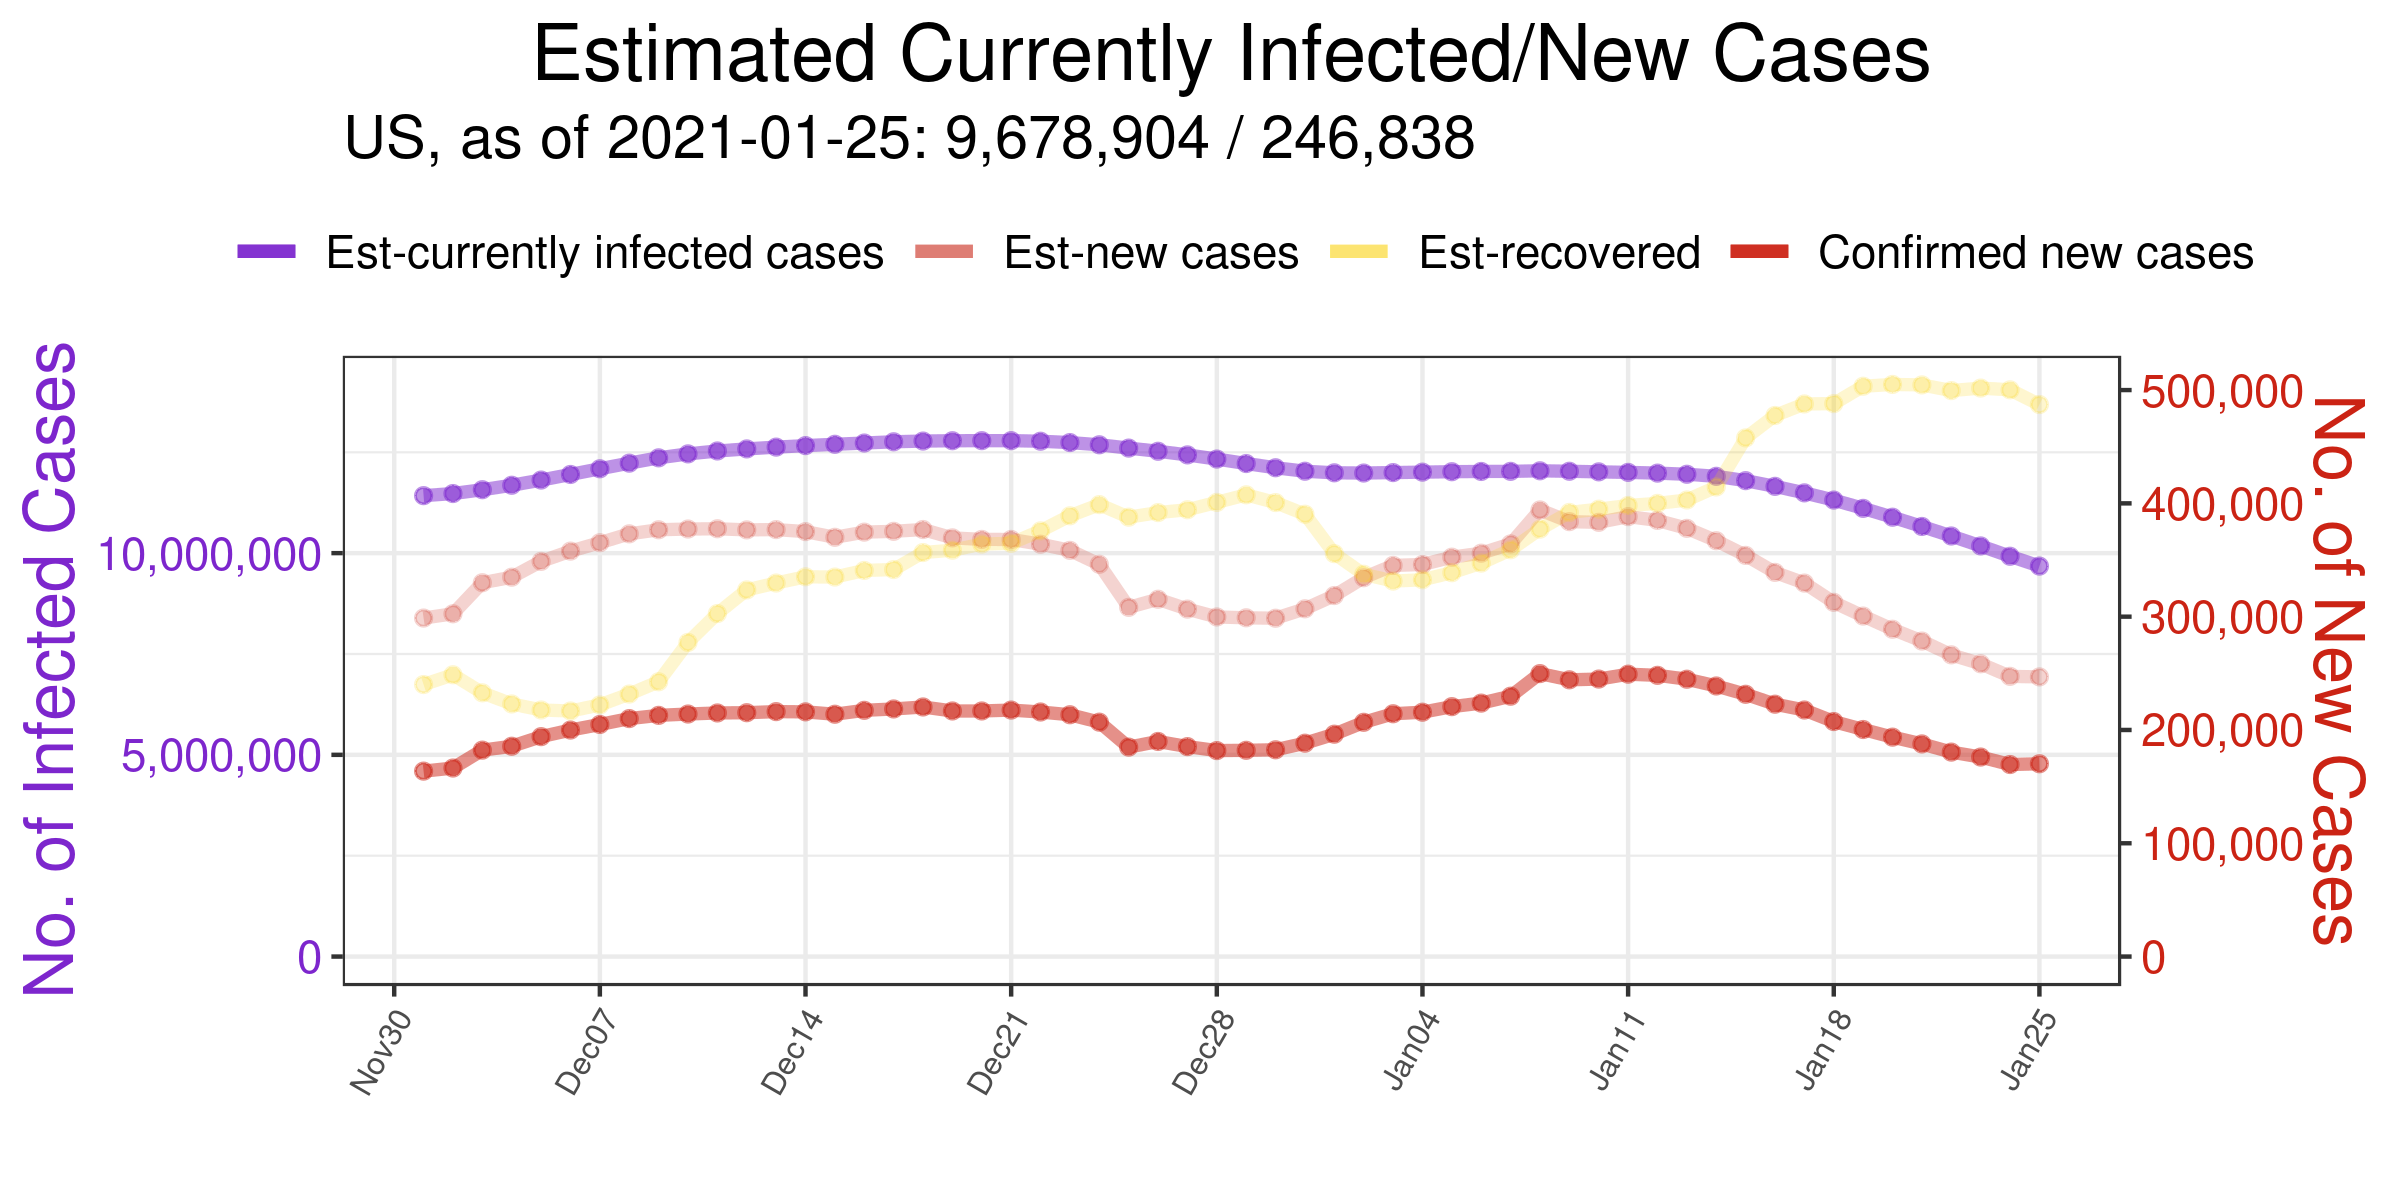 Estimated Currently Infected/New Cases
US, as of 2021-01-25: 9,678,904 / 246,838
Est-currently infected cases
Est-new cases
Est-recovered
Confirmed new cases
No. of Infected Cases
10,000,000
5,000,000
0
500,000
400,000
300,000
200,000
100,000
0
No. of New Cases
Nov30
Dec07
Dec14
Dec21
Dec28
Jan04
Jan11
Jan18
Jan25